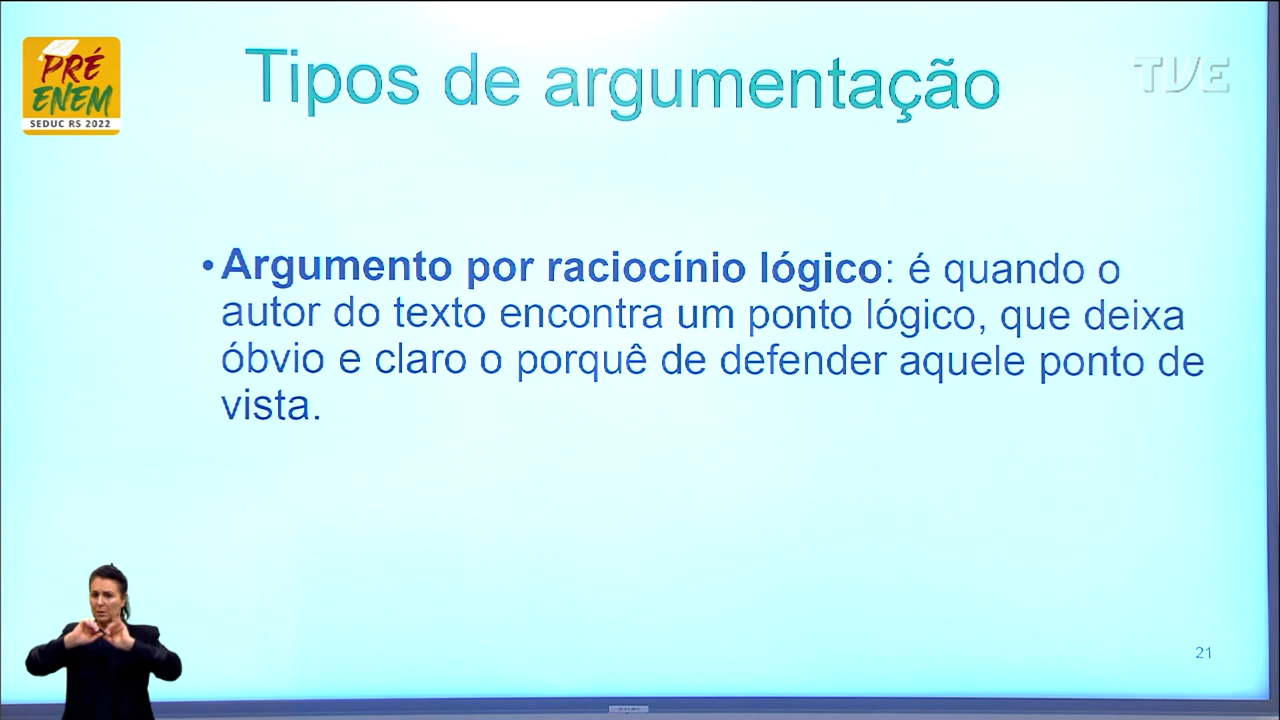 PRÉ
ENEM
SEDUC RS 2022
Tipos de argumentação
TVE
•Argumento por raciocínio lógico: é quando o
autor do texto encontra um ponto lógico, que deixa
óbvio e claro o porquê de defender aquele ponto de
vista.
21